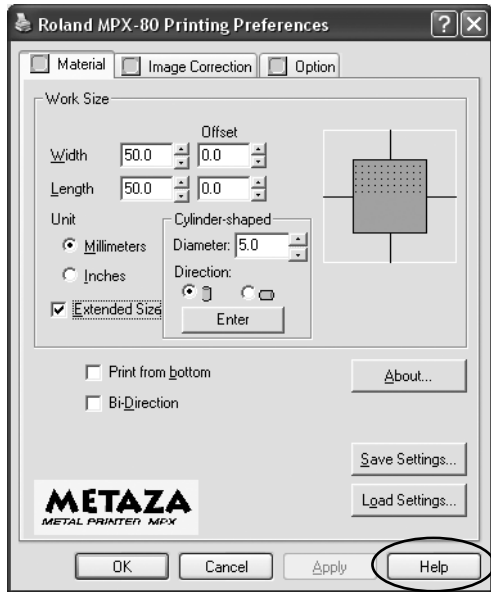 Roland MPX-80 Printing Preferences
Material Image Correction Option
Work Size
Offset
Width 50.0 0.0
Length 50.0 0.0
Unit Cylinder-shaped
Millimeters Diameter: 5.0
Inches Direction:
Extended Size
Enter
Print from bottom About...
Bi-Direction
Save Settings...
METAZA Load Settings...
METAL PRINTER MPX
OK Cancel Apply Help